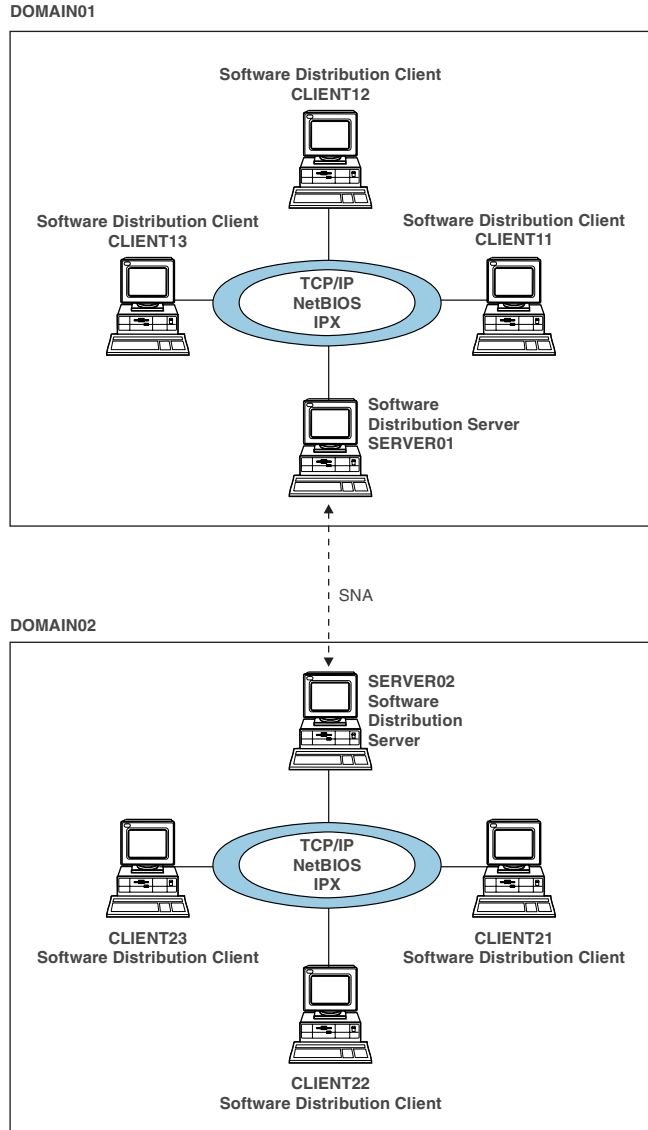 DOMAIN01
Software Distribution Client
CLIENT12
Software Distribution Client
CLIENT13
Software Distribution Client
CLIENT11
TCP/IP
NetBIOS
IPX
Software
Distribution Server
SERVER01
SNA
DOMAIN02
SERVER02
Software
Distribution
Server
TCP/IP
NetBIOS
IPX
CLIENT23
Software Distribution Client
CLIENT21
Software Distribution Client
CLIENT22
Software Distribution Client